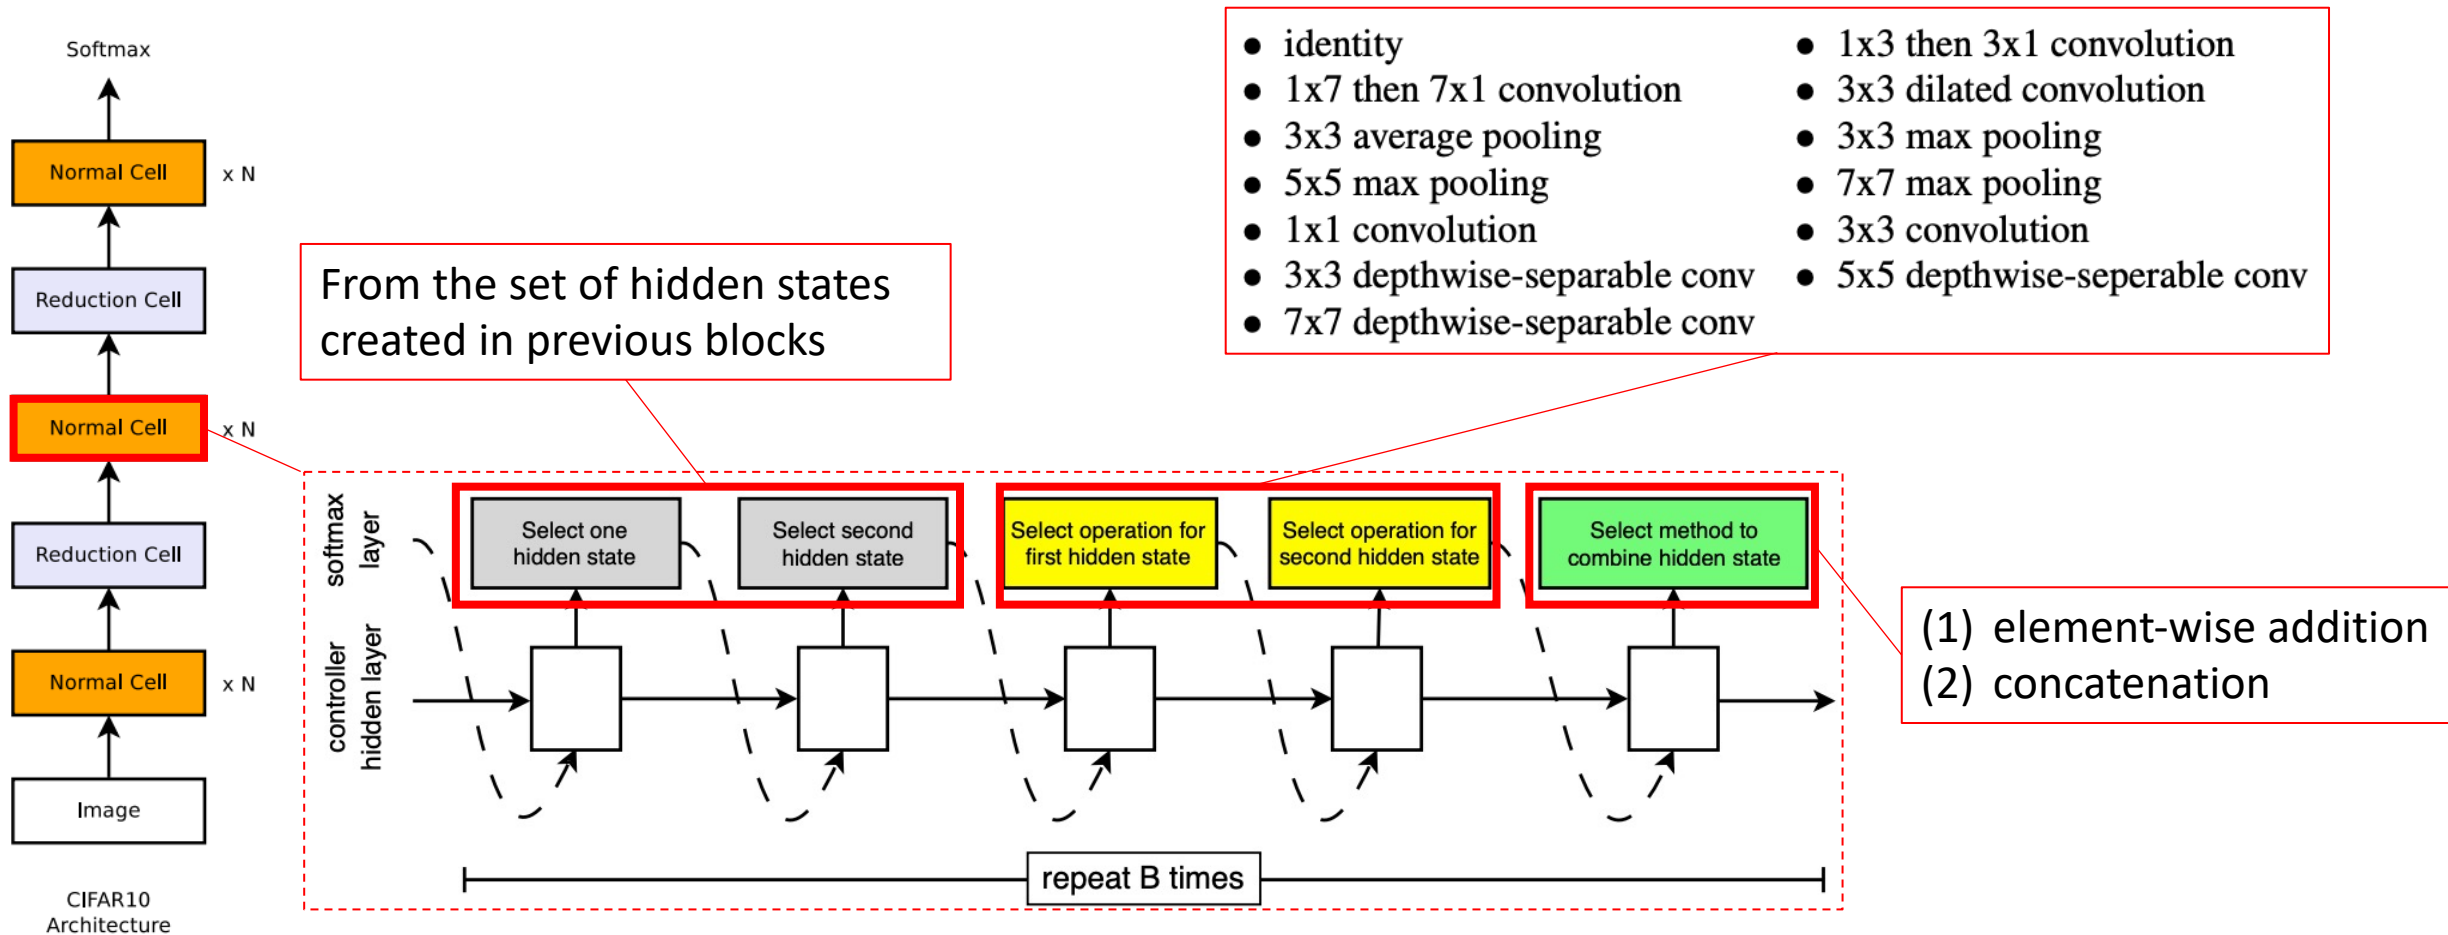 Softmax
Normal Cell
x N
Reduction Cell
Normal Cell
x N
Reduction Cell
Normal Cell
x N
Image
CIFAR10
Architecture
From the set of hidden states
created in previous blocks
● identity
● 1x7 then 7x1 convolution
● 3x3 average pooling
● 5x5 max pooling
● 1x1 convolution
● 3x3 depthwise-separable conv
● 7x7 depthwise-separable conv
● 1x3 then 3x1 convolution
● 3x3 dilated convolution
● 3x3 max pooling
● 7x7 max pooling
● 3x3 convolution
● 5x5 depthwise-seperable conv
softmax
layer
controller
hidden layer
Select one
hidden state
Select second
hidden state
Select operation for
first hidden state
Select operation for
second hidden state
Select method to
combine hidden state
repeat B times
(1) element-wise addition
(2) concatenation